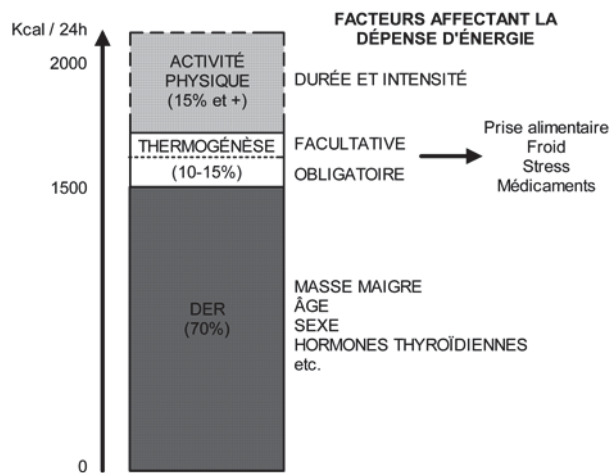 FACTEURS AFFECTANT LA
DÉPENSE D'ÉNERGIE
Kcal / 24h
2000
1500
0
ACTIVITÉ
PHYSIQUE
(15% et +)
DURÉE ET INTENSITÉ
THERMOGÉNÈSE
(10-15%)
FACULTATIVE
OBLIGATOIRE
Prise alimentaire
Froid
Stress
Médicaments
DER
(70%)
MASSE MAIGRE
ÂGE
SEXE
HORMONES THYROÏDIENNES
etc.